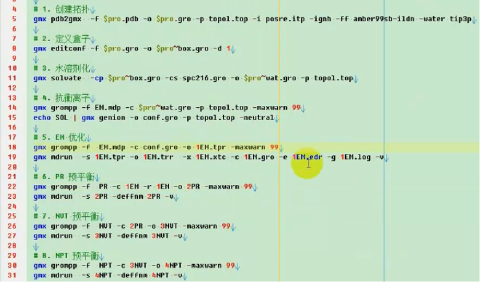 4 # 1. 创建拓扑
5 gmx pdb2gmx -f $pro.pdb -o $pro.gro -p topol.top -i posre.itp -ignh -ff amber99sb-ildn -water tip3p
6
7 # 2. 定义盒子
8 gmx editconf -f $pro.gro -o $pro~box.gro -d 1
9
10 # 3. 水溶剂化
11 gmx solvate -cp $pro~box.gro -cs spc216.gro -o $pro~wat.gro -p topol.top
12
13 # 4. 抗衡离子
14 gmx grompp -f EM.mdp -c $pro~wat.gro -p topol.top -maxwarn 99
15 echo SOL | gmx genion -o conf.gro -p topol.top -neutral
16
17 # 5. EM 优化
18 gmx grompp -f EM.mdp -c conf.gro -o 1EM.tpr -maxwarn 99
19 gmx mdrun -s 1EM.tpr -o 1EM.trr -x 1EM.xtc -c 1EM.gro -e 1EM.edr -g 1EM.log -v
20
21 # 6. PR 预平衡
22 gmx grompp -f PR -c 1EM -r 1EM -o 2PR -maxwarn 99
23 gmx mdrun -s 2PR -deffnm 2PR -v
24
25 # 7. NVT 预平衡
26 gmx grompp -f NVT -c 2PR -o 3NVT -maxwarn 99
27 gmx mdrun -s 3NVT -deffnm 3NVT -v
28
29 # 8. NPT 预平衡
30 gmx grompp -f NPT -c 3NVT -o 4NPT -maxwarn 99
31 gmx mdrun -s 4NPT -deffnm 4NPT -v